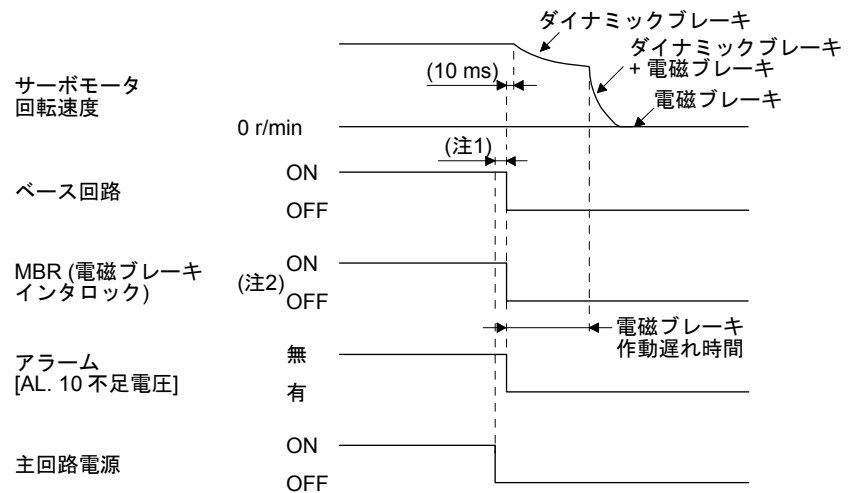 ダイナミックブレーキ
ダイナミックブレーキ
+ 電磁ブレーキ
電磁ブレーキ
(10 ms)
サーボモータ
回転速度
0 r/min
(注1)
ベース回路
ON
OFF
MBR (電磁ブレーキ
インタロック)
(注2)
ON
OFF
電磁ブレーキ
作動遅れ時間
アラーム
[AL. 10 不足電圧]
無
有
主回路電源
ON
OFF